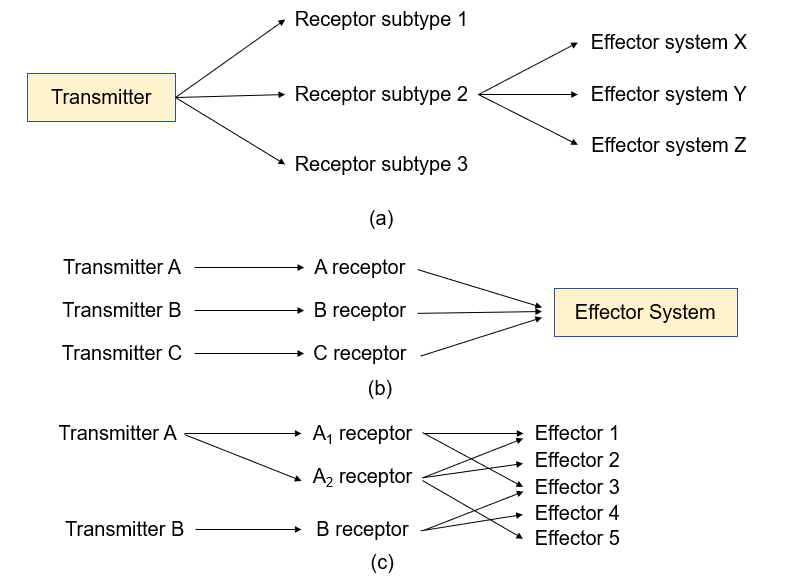 Receptor subtype 1
Effector system X
Transmitter
Receptor subtype 2
Effector system Y
Effector system Z
Receptor subtype 3
(a)
Transmitter A
A receptor
Transmitter B
B receptor
Effector System
Transmitter C
C receptor
(b)
Transmitter A
A₁ receptor
Effector 1
Effector 2
A₂ receptor
Effector 3
Effector 4
Transmitter B
B receptor
Effector 5
(c)